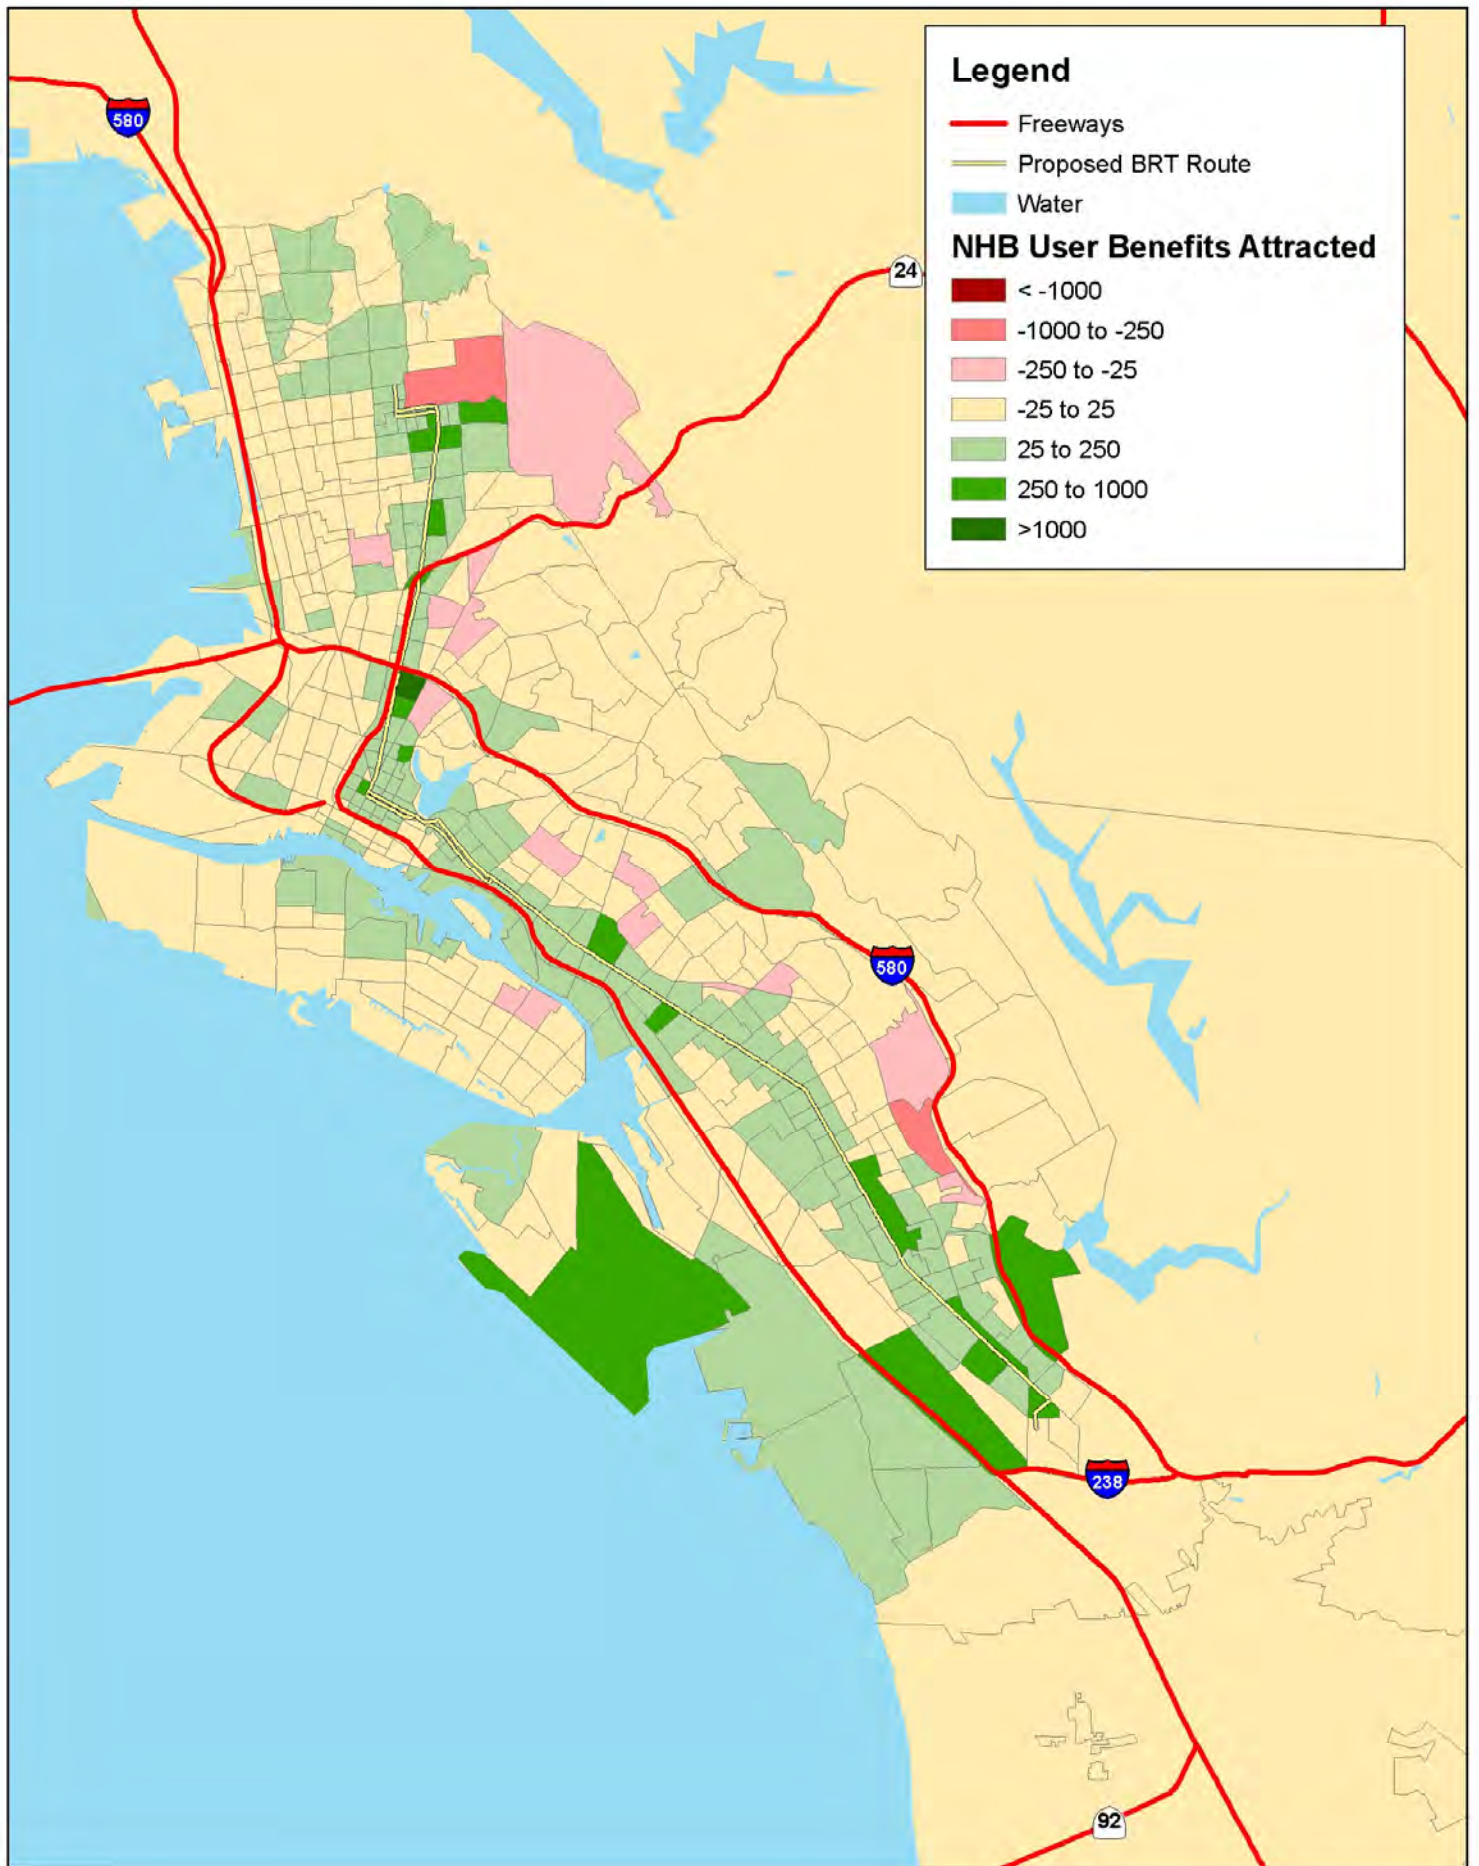 Legend
Freeways
Proposed BRT Route
Water
NHB User Benefits Attracted
< -1000
-1000 to -250
-250 to -25
-25 to 25
25 to 250
250 to 1000
>1000
580
24
580
238
92